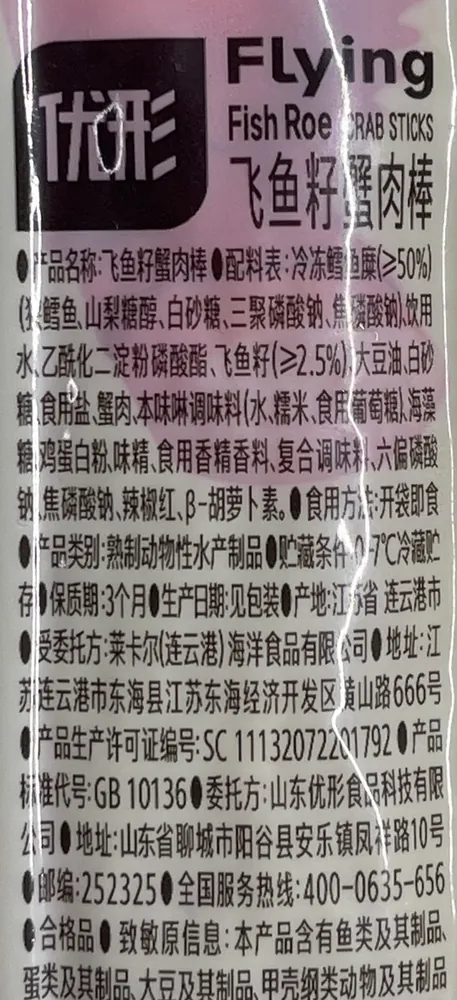 优形
Flying
Fish Roe CRAB STICKS
飞鱼籽蟹肉棒
●产品名称:飞鱼籽蟹肉棒●配料表:冷冻鳕鱼糜(≥50%)
(狭鳕鱼、山梨糖醇、白砂糖、三聚磷酸钠、焦磷酸钠)、饮用
水、乙酰化二淀粉磷酸酯、飞鱼籽(≥2.5%)、大豆油、白砂
糖、食用盐、蟹肉、本味啉调味料(水、糯米、食用葡萄糖)、海藻
糖、鸡蛋白粉、味精、食用香精香料、复合调味料、六偏磷酸
钠、焦磷酸钠、辣椒红、β-胡萝卜素。●食用方法:开袋即食
●产品类别:熟制动物性水产制品●贮藏条件:0-7℃冷藏贮
存●保质期:3个月●生产日期:见包装●产地:江苏省 连云港市
●受委托方:莱卡尔(连云港)海洋食品有限公司●地址:江
苏连云港市东海县江苏东海经济开发区黄山路666号
●产品生产许可证编号:SC 11132072201792●产品
标准代号:GB 10136●委托方:山东优形食品科技有限
公司●地址:山东省聊城市阳谷县安乐镇凤祥路10号
●邮编:252325●全国服务热线:400-0635-656
●合格品● 致敏原信息:本产品含有鱼类及其制品、
蛋类及其制品、大豆及其制品、甲壳纲类动物及其制品